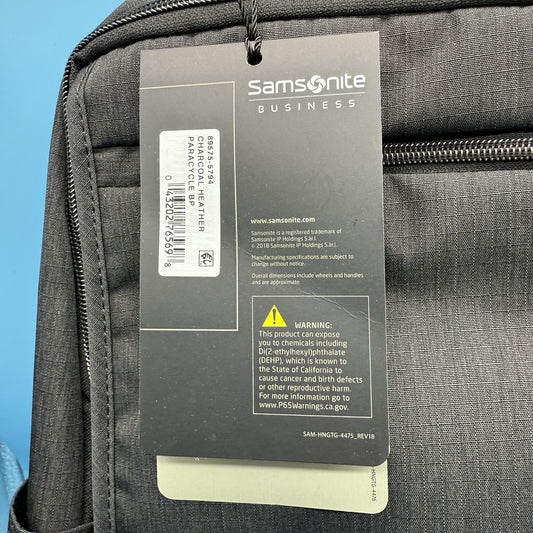 Samsonite
BUSINESS
89575-5794
CHARCOAL HEATHER
PARACYCLE BP
0 43202 76569 8
www.samsonite.com
Samsonite is a registered trademark of
Samsonite IP Holdings S.àr.l.
© 2018 Samsonite IP Holdings S.àr.l.
Manufacturing specifications are subject to
change without notice.
Overall dimensions include wheels and handles
and are approximate.
WARNING:
This product can expose
you to chemicals including
Di(2-ethylhexyl)phthalate
(DEHP), which is known to
the State of California to
cause cancer and birth defects
or other reproductive harm.
For more information go to
www.P65Warnings.ca.gov.
SAM-HNGTG-4475_REV18
-HNGTG-4476